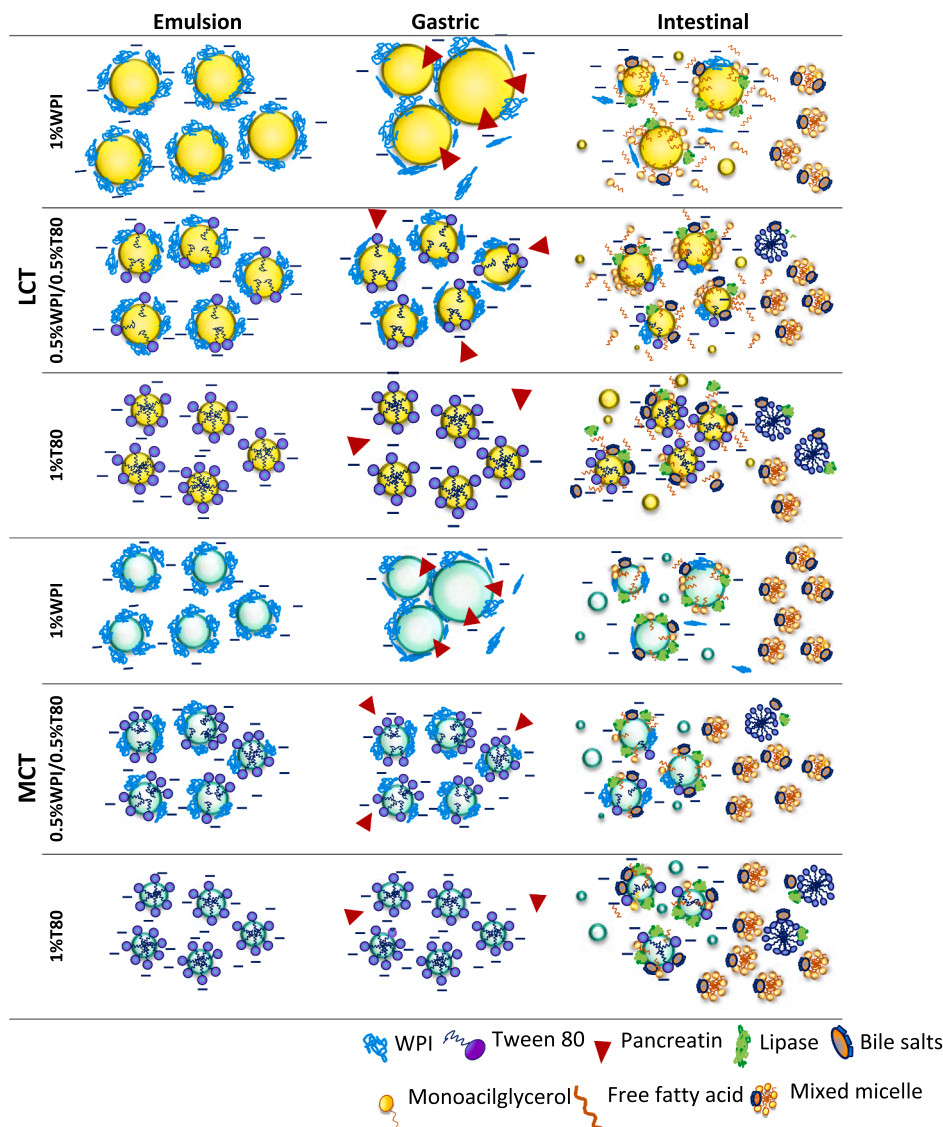 Emulsion Gastric Intestinal
LCT
1%WPI
0.5%WPI/0.5%T80
1%T80
MCT
1%WPI
0.5%WPI/0.5%T80
1%T80
WPI Tween 80 Pancreatin Lipase Bile salts
Monoacilglycerol Free fatty acid Mixed micelle